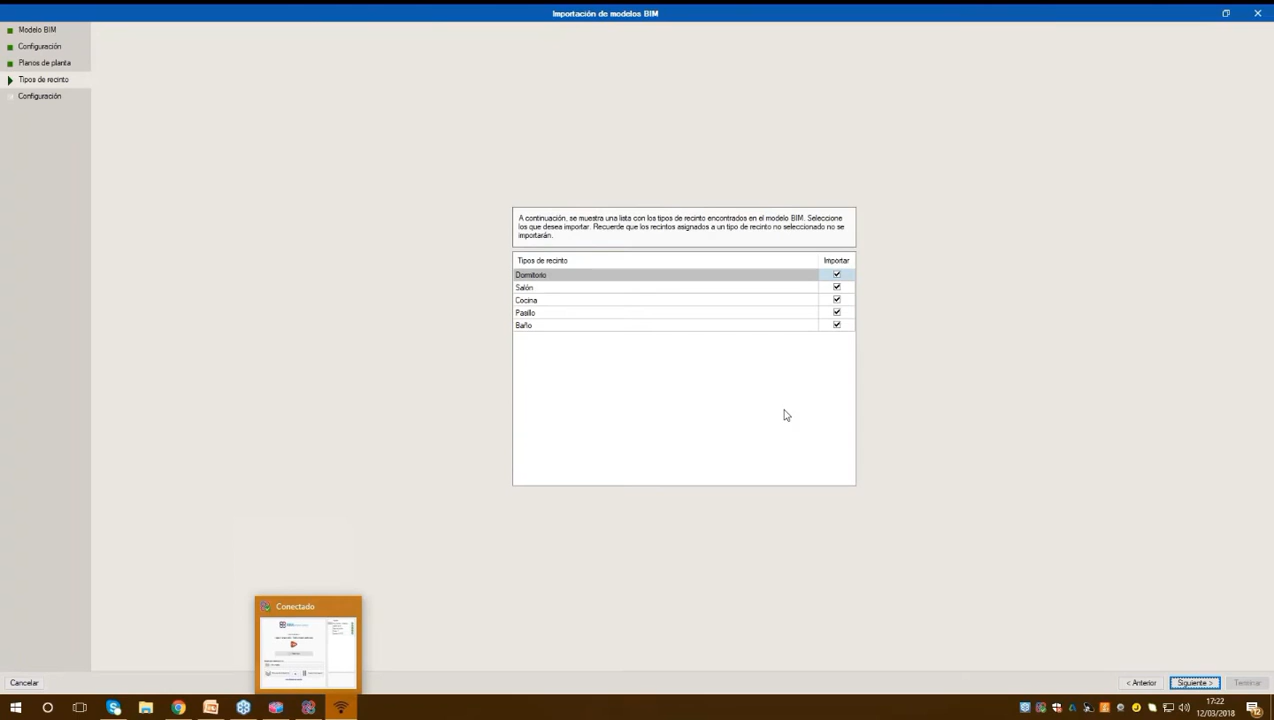 Importación de modelos BIM
Modelo BIM
Configuración
Planos de planta
Tipos de recinto
Configuración
A continuación, se muestra una lista con los tipos de recinto encontrados en el modelo BIM. Seleccione
los que desea importar. Recuerde que los recintos asignados a un tipo de recinto no seleccionado no se
importarán.
Tipos de recinto Importar
Dormitorio
Salón
Cocina
Pasillo
Baño
Conectado
Cancelar < Anterior Siguiente > Terminar
17:22
12/03/2018
12